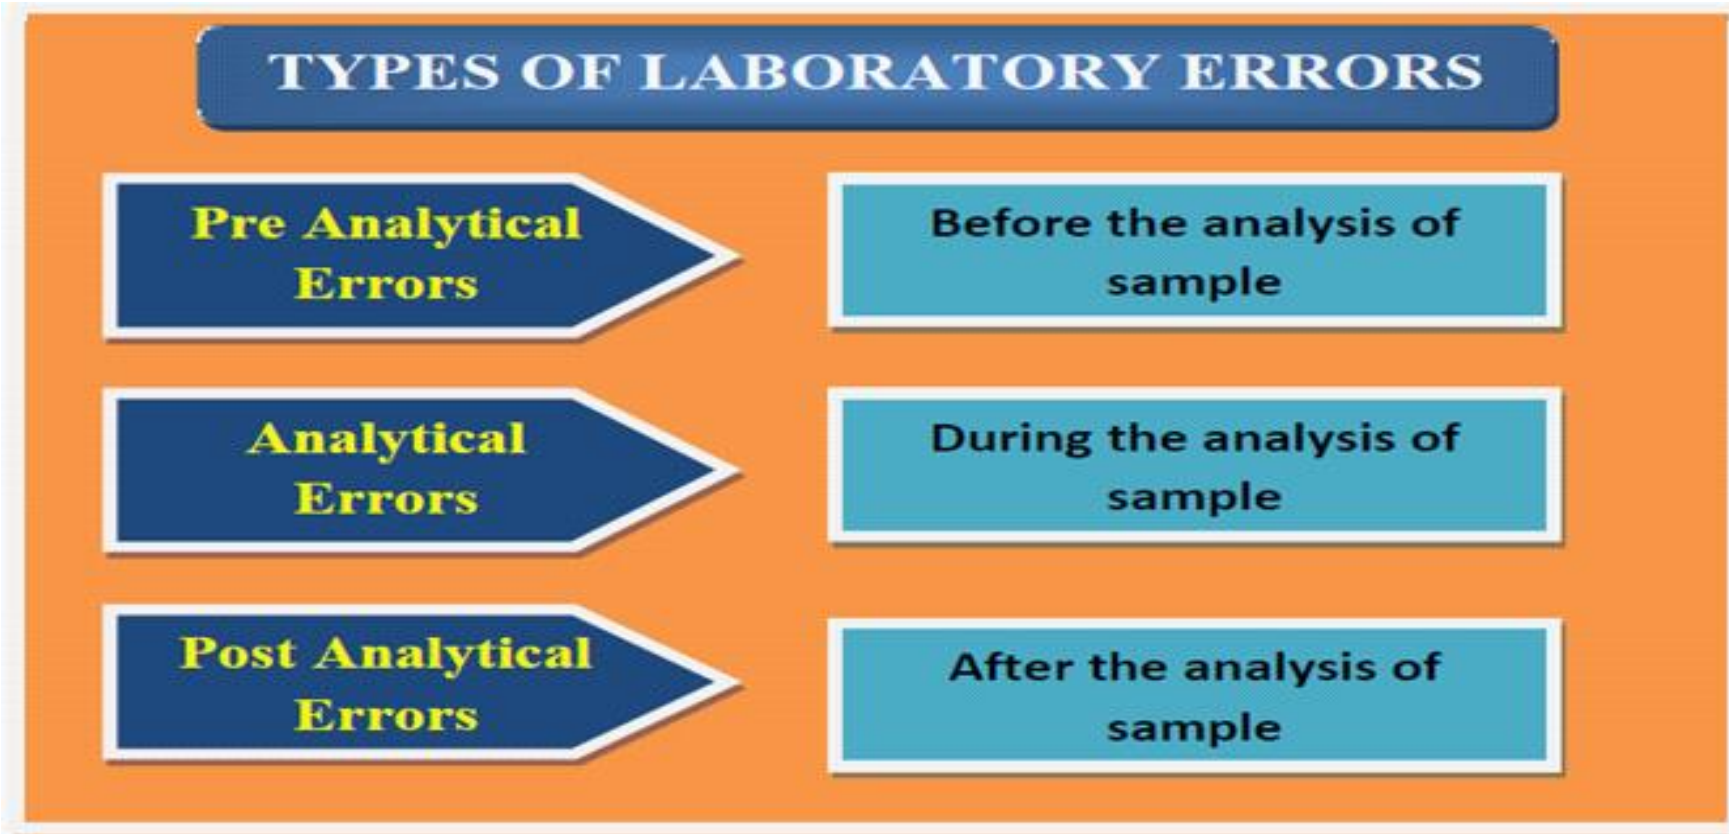 TYPES OF LABORATORY ERRORS
Pre Analytical
Errors
Before the analysis of
sample
Analytical
Errors
During the analysis of
sample
Post Analytical
Errors
After the analysis of
sample